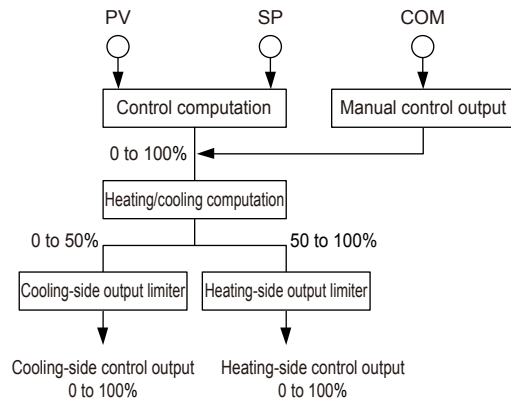 PV
SP
COM
Control computation
Manual control output
0 to 100%
Heating/cooling computation
0 to 50%
50 to 100%
Cooling-side output limiter
Heating-side output limiter
Cooling-side control output
0 to 100%
Heating-side control output
0 to 100%